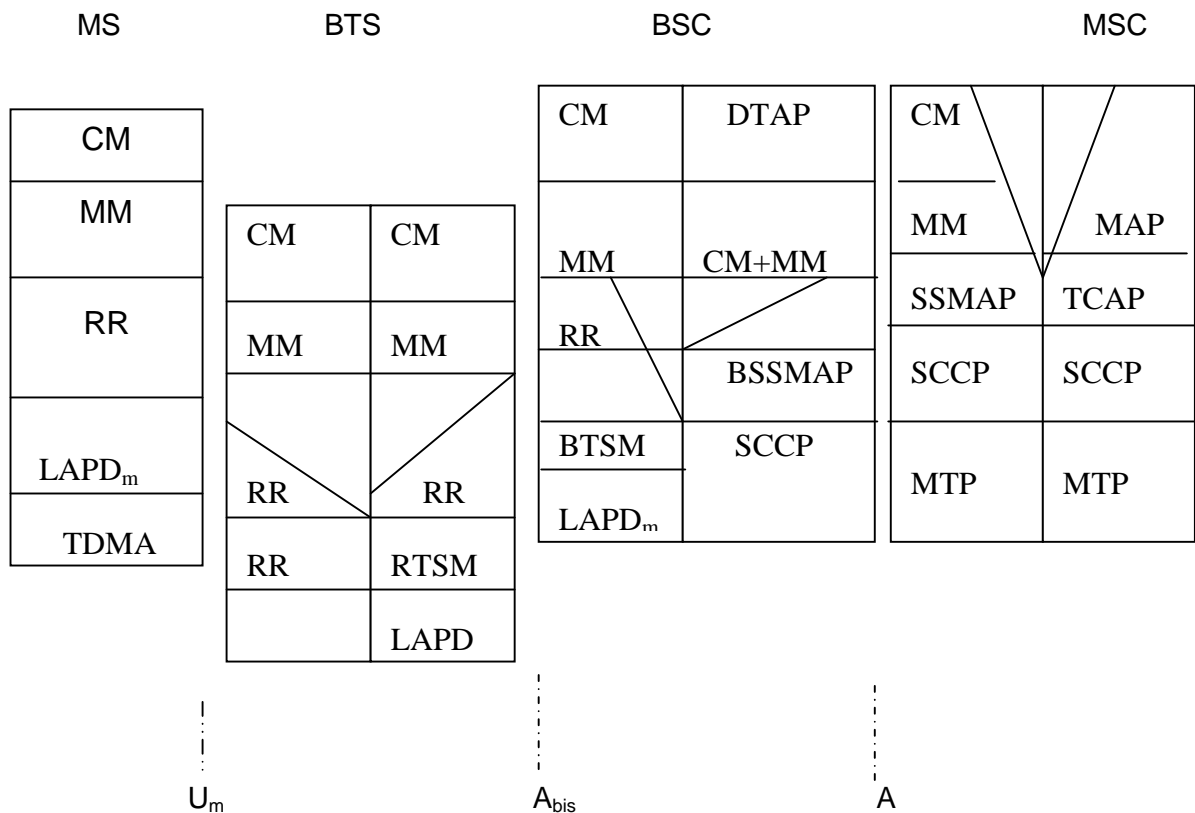 MS BTS BSC MSC
CM
MM
RR
LAPDm
TDMA
CM CM
MM MM
RR RR
RR RTSM
LAPD
CM DTAP
MM CM+MM
RR
BSSMAP
BTSM SCCP
LAPDm
CM
MM MAP
SSMAP TCAP
SCCP SCCP
MTP MTP
Um Abis A